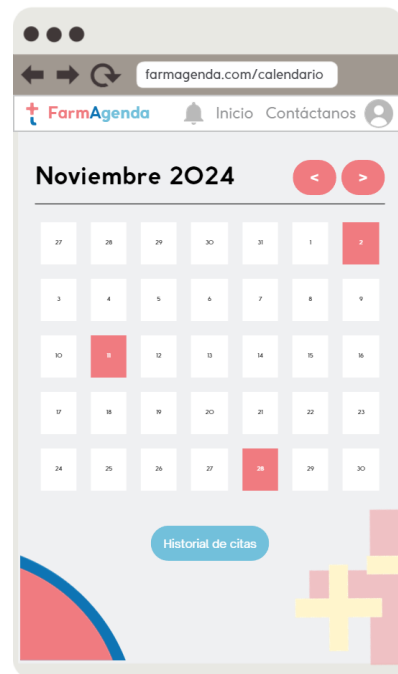 farmagenda.com/calendario
FarmAgenda Inicio Contáctanos
Noviembre 2024 < >
27 28 29 30 31 1 2
3 4 5 6 7 8 9
10 11 12 13 14 15 16
17 18 19 20 21 22 23
24 25 26 27 28 29 30
Historial de citas